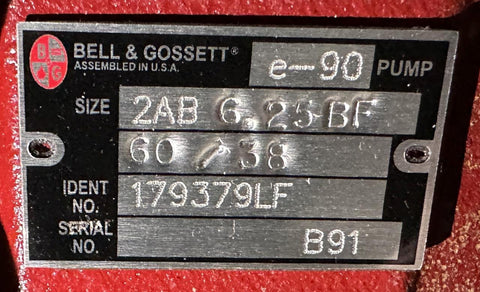 B E
& G
BELL & GOSSETT®
ASSEMBLED IN U.S.A.
e-90 PUMP
SIZE 2AB 6.25BF
60 / 38
IDENT NO. 179379LF
SERIAL NO. B91